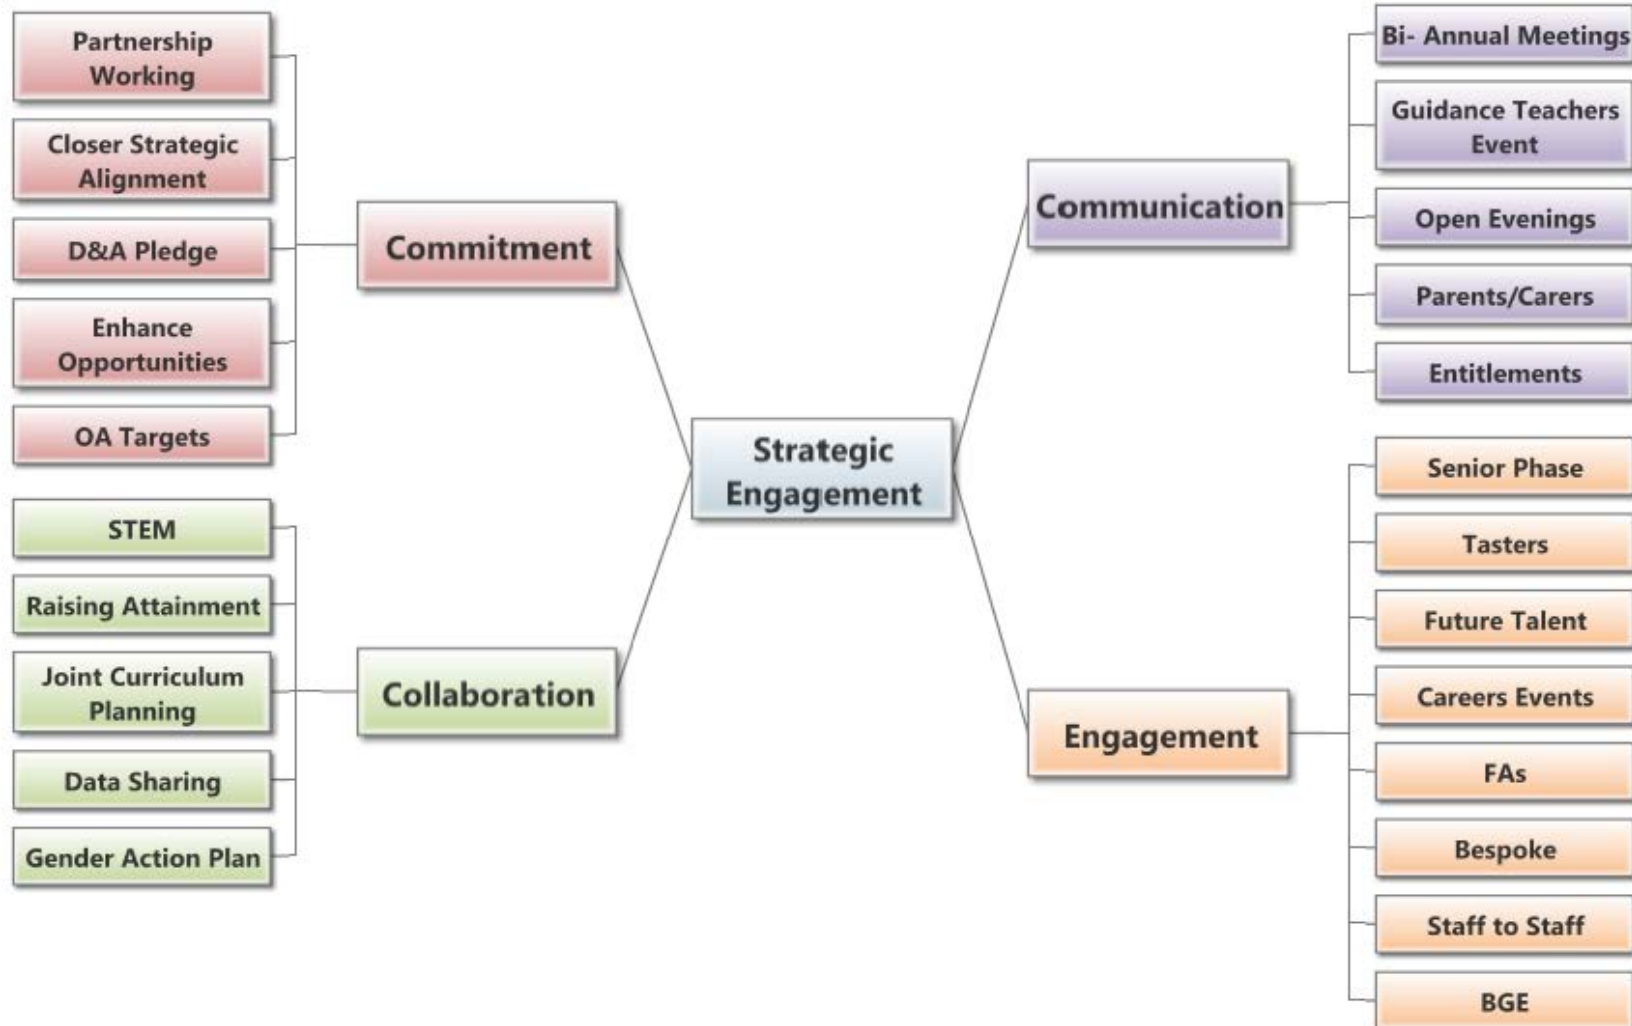 Partnership
Working
Closer Strategic
Alignment
D&A Pledge
Enhance
Opportunities
OA Targets
Commitment
STEM
Raising Attainment
Joint Curriculum
Planning
Data Sharing
Gender Action Plan
Collaboration
Strategic
Engagement
Communication
Bi- Annual Meetings
Guidance Teachers
Event
Open Evenings
Parents/Carers
Entitlements
Engagement
Senior Phase
Tasters
Future Talent
Careers Events
FAs
Bespoke
Staff to Staff
BGE